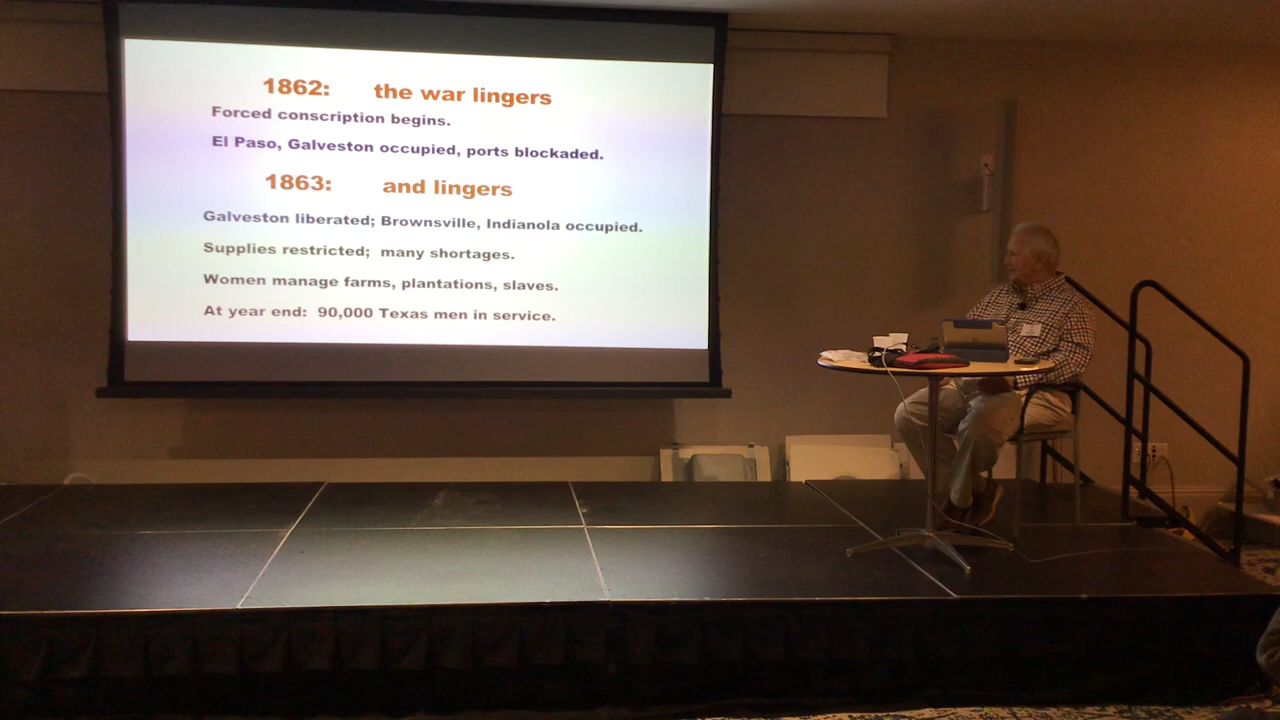 1862: the war lingers
Forced conscription begins.
El Paso, Galveston occupied, ports blockaded.
1863: and lingers
Galveston liberated; Brownsville, Indianola occupied.
Supplies restricted; many shortages.
Women manage farms, plantations, slaves.
At year end: 90,000 Texas men in service.